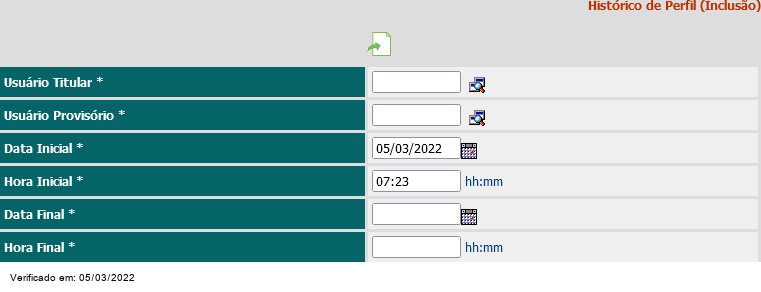 Histórico de Perfil (Inclusão)
Usuário Titular *
Usuário Provisório *
Data Inicial * 05/03/2022
Hora Inicial * 07:23 hh:mm
Data Final *
Hora Final * hh:mm
Verificado em: 05/03/2022